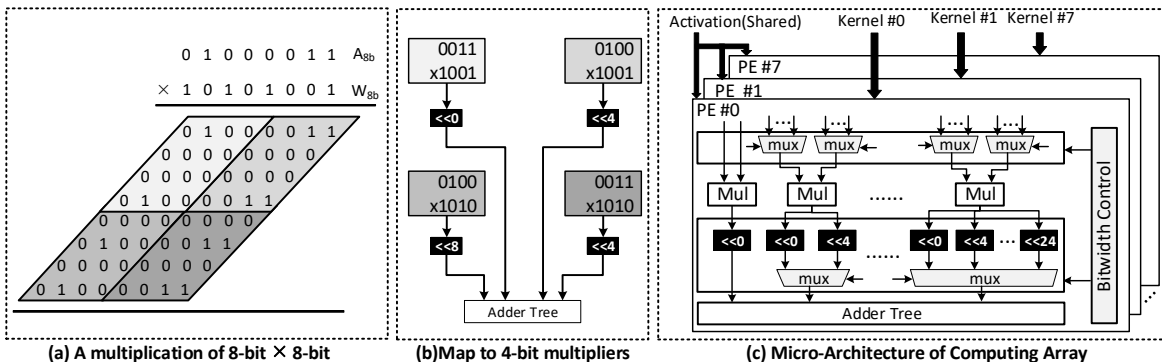 0 1 0 0 0 0 1 1 A8b
× 1 0 1 0 1 0 0 1 W8b
0 1 0 0 0 0 1 1
0 0 0 0 0 0 0 0
0 0 0 0 0 0 0 0
0 1 0 0 0 0 1 1
0 0 0 0 0 0 0 0
0 1 0 0 0 0 1 1
0 0 0 0 0 0 0 0
0 1 0 0 0 0 1 1
(a) A multiplication of 8-bit × 8-bit
0011 0100
x1001 x1001
<<0 <<4
0100 0011
x1010 x1010
<<8 <<4
Adder Tree
(b)Map to 4-bit multipliers
Activation(Shared) Kernel #0 Kernel #1 Kernel #7
PE #7
PE #1
PE #0
... ... ... ... ...
mux mux ...... mux mux
Mul Mul ...... Mul
<<0 <<0 <<4 <<0 <<4 ... <<24
......
mux mux
Adder Tree
Bitwidth Control
......
(c) Micro-Architecture of Computing Array